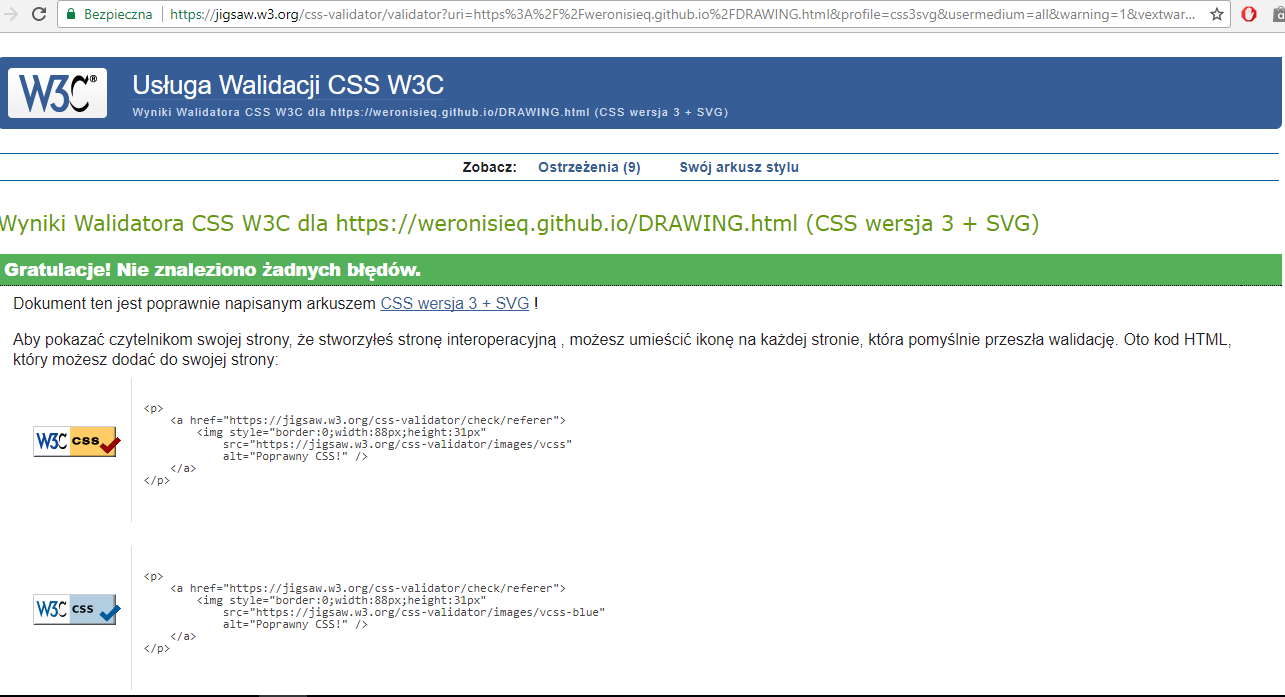 Bezpieczna https://jigsaw.w3.org/css-validator/validator?uri=https%3A%2F%2Fweronisieq.github.io%2FDRAWING.html&profile=css3svg&usermedium=all&warning=1&vextwar...
W3C® Usługa Walidacji CSS W3C
Wyniki Walidatora CSS W3C dla https://weronisieq.github.io/DRAWING.html (CSS wersja 3 + SVG)
Zobacz: Ostrzeżenia (9) Swój arkusz stylu
Wyniki Walidatora CSS W3C dla https://weronisieq.github.io/DRAWING.html (CSS wersja 3 + SVG)
Gratulacje! Nie znaleziono żadnych błędów.
Dokument ten jest poprawnie napisanym arkuszem CSS wersja 3 + SVG !
Aby pokazać czytelnikom swojej strony, że stworzyłeś stronę interoperacyjną , możesz umieścić ikonę na każdej stronie, która pomyślnie przeszła walidację. Oto kod HTML,
który możesz dodać do swojej strony:
W3C css
<p>
<a href="https://jigsaw.w3.org/css-validator/check/referer">
<img style="border:0;width:88px;height:31px"
src="https://jigsaw.w3.org/css-validator/images/vcss"
alt="Poprawny CSS!" />
</a>
</p>
W3C css
<p>
<a href="https://jigsaw.w3.org/css-validator/check/referer">
<img style="border:0;width:88px;height:31px"
src="https://jigsaw.w3.org/css-validator/images/vcss-blue"
alt="Poprawny CSS!" />
</a>
</p>